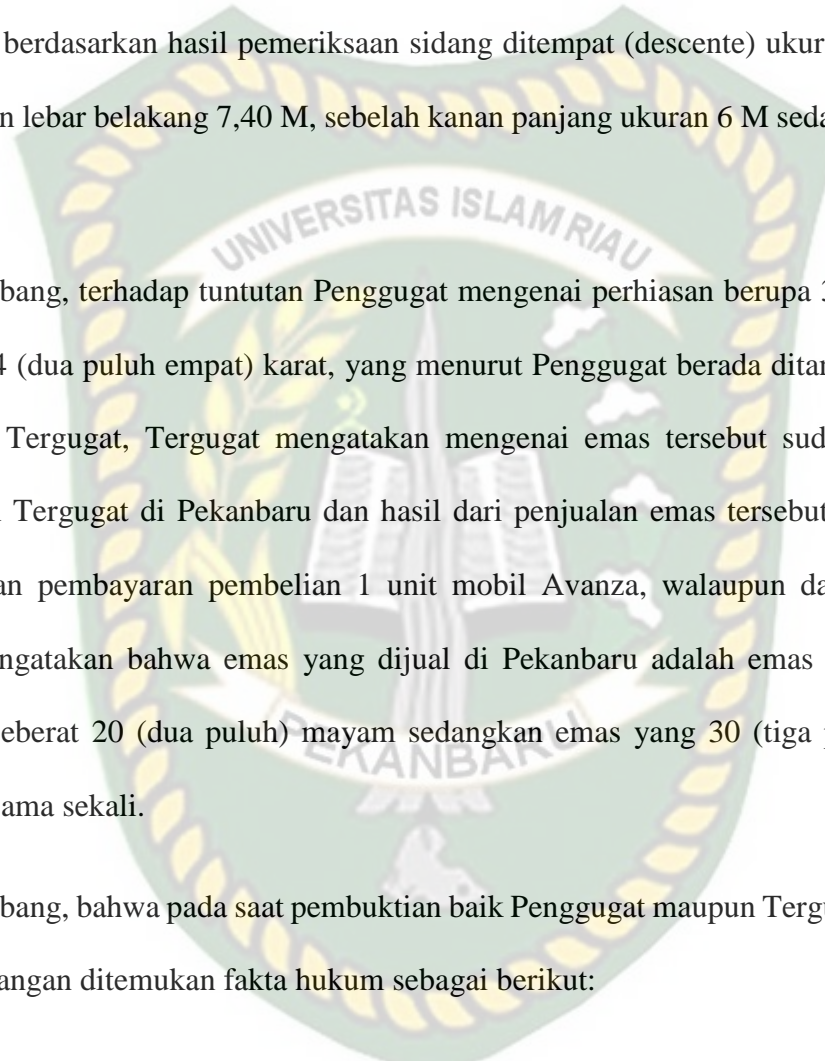 berdasarkan hasil pemeriksaan sidang ditempat (descente) ukur
n lebar belakang 7,40 M, sebelah kanan panjang ukuran 6 M seda
UNIVERSITAS ISLAM RIAU
bang, terhadap tuntutan Penggugat mengenai perhiasan berupa 3
4 (dua puluh empat) karat, yang menurut Penggugat berada ditan
Tergugat, Tergugat mengatakan mengenai emas tersebut sud
Tergugat di Pekanbaru dan hasil dari penjualan emas tersebut
an pembayaran pembelian 1 unit mobil Avanza, walaupun da
ngatakan bahwa emas yang dijual di Pekanbaru adalah emas
eberat 20 (dua puluh) mayam sedangkan emas yang 30 (tiga p
PEKANBARU
ama sekali.
bang, bahwa pada saat pembuktian baik Penggugat maupun Tergu
angan ditemukan fakta hukum sebagai berikut: